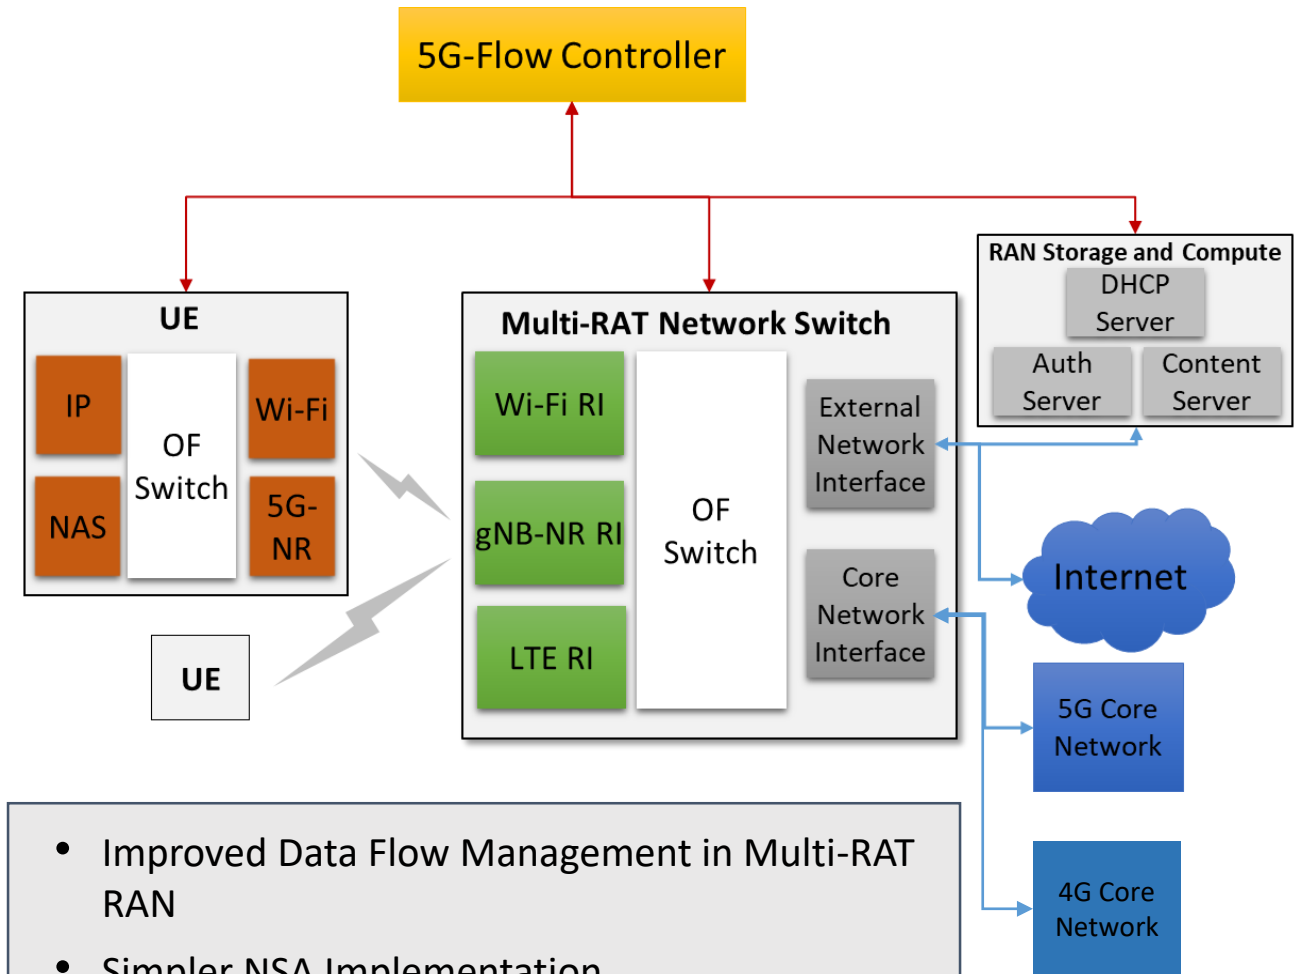 5G-Flow Controller
RAN Storage and Compute
DHCP
Server
Auth
Server
Content
Server
UE
IP
NAS
OF
Switch
Wi-Fi
5G-
NR
Multi-RAT Network Switch
Wi-Fi RI
gNB-NR RI
LTE RI
OF
Switch
External
Network
Interface
Core
Network
Interface
Internet
UE
5G Core
Network
4G Core
Network
• Improved Data Flow Management in Multi-RAT
RAN
• Simpler NSA Implementation